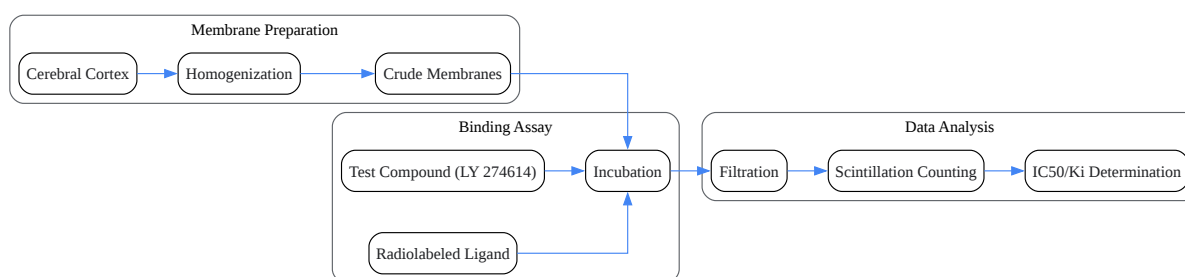 Membrane Preparation
Cerebral Cortex
Homogenization
Crude Membranes
Binding Assay
Test Compound (LY 274614)
Incubation
Radiolabeled Ligand
Data Analysis
Filtration
Scintillation Counting
IC50/Ki Determination